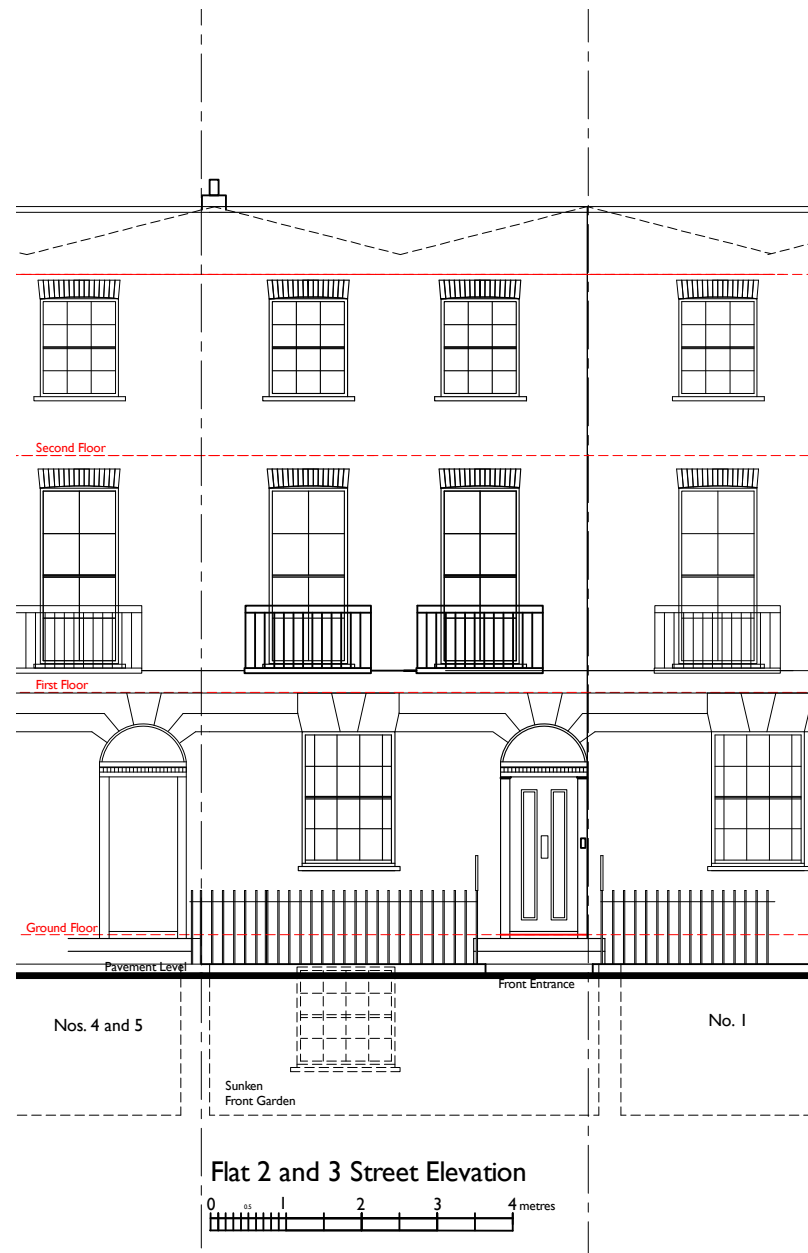 Second Floor
First Floor
Ground Floor
Pavement Level
Front Entrance
Nos. 4 and 5
No. 1
Sunken
Front Garden
Flat 2 and 3 Street Elevation
0 0.5 1 2 3 4 metres